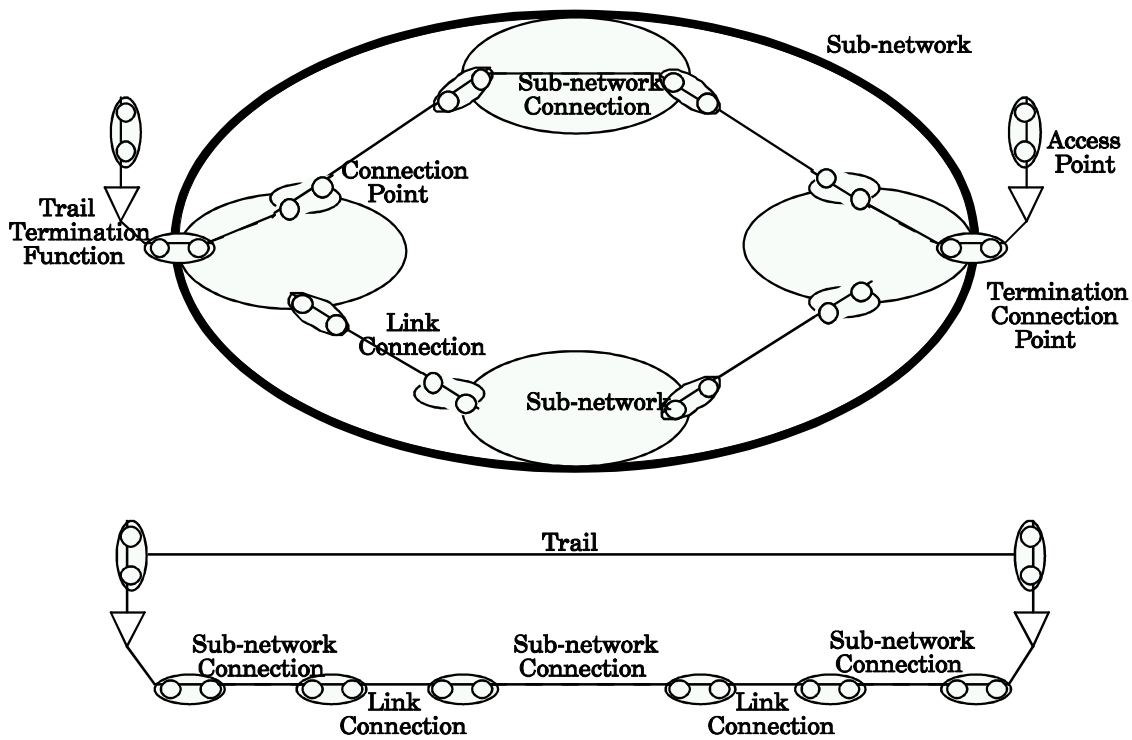 Sub-network
Sub-network
Connection
Access
Point
Connection
Point
Trail
Termination
Function
Termination
Connection
Point
Link
Connection
Sub-network
Trail
Sub-network
Connection
Sub-network
Connection
Sub-network
Connection
Link
Connection
Link
Connection